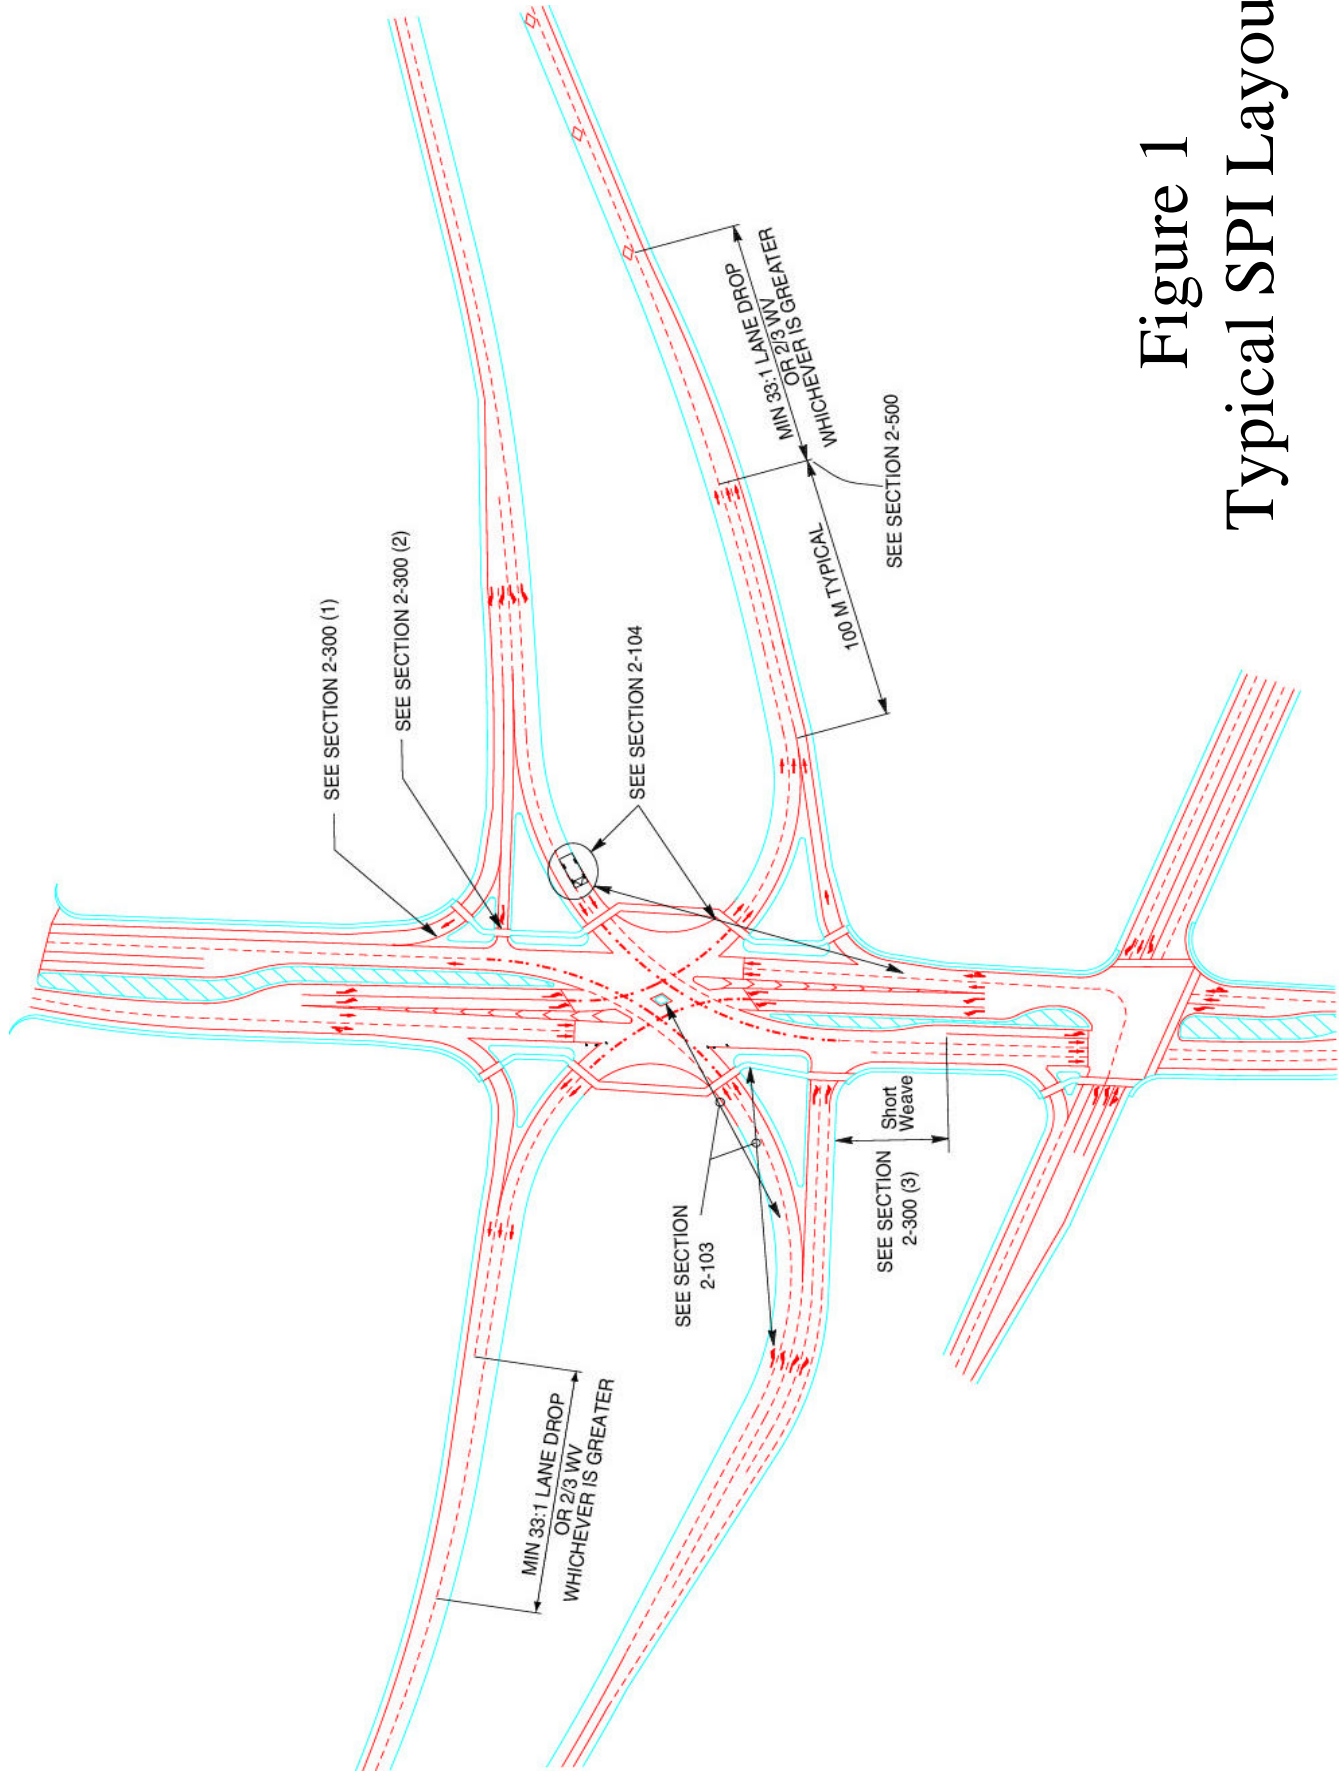 SEE SECTION 2-300 (1)
SEE SECTION 2-300 (2)
SEE SECTION 2-104
MIN 33:1 LANE DROP
OR 2/3 WV
WHICHEVER IS GREATER
100 M TYPICAL
SEE SECTION 2-500
SEE SECTION
2-103
SEE SECTION
2-300 (3)
Short
Weave
MIN 33:1 LANE DROP
OR 2/3 WV
WHICHEVER IS GREATER
Figure 1
Typical SPI Layou